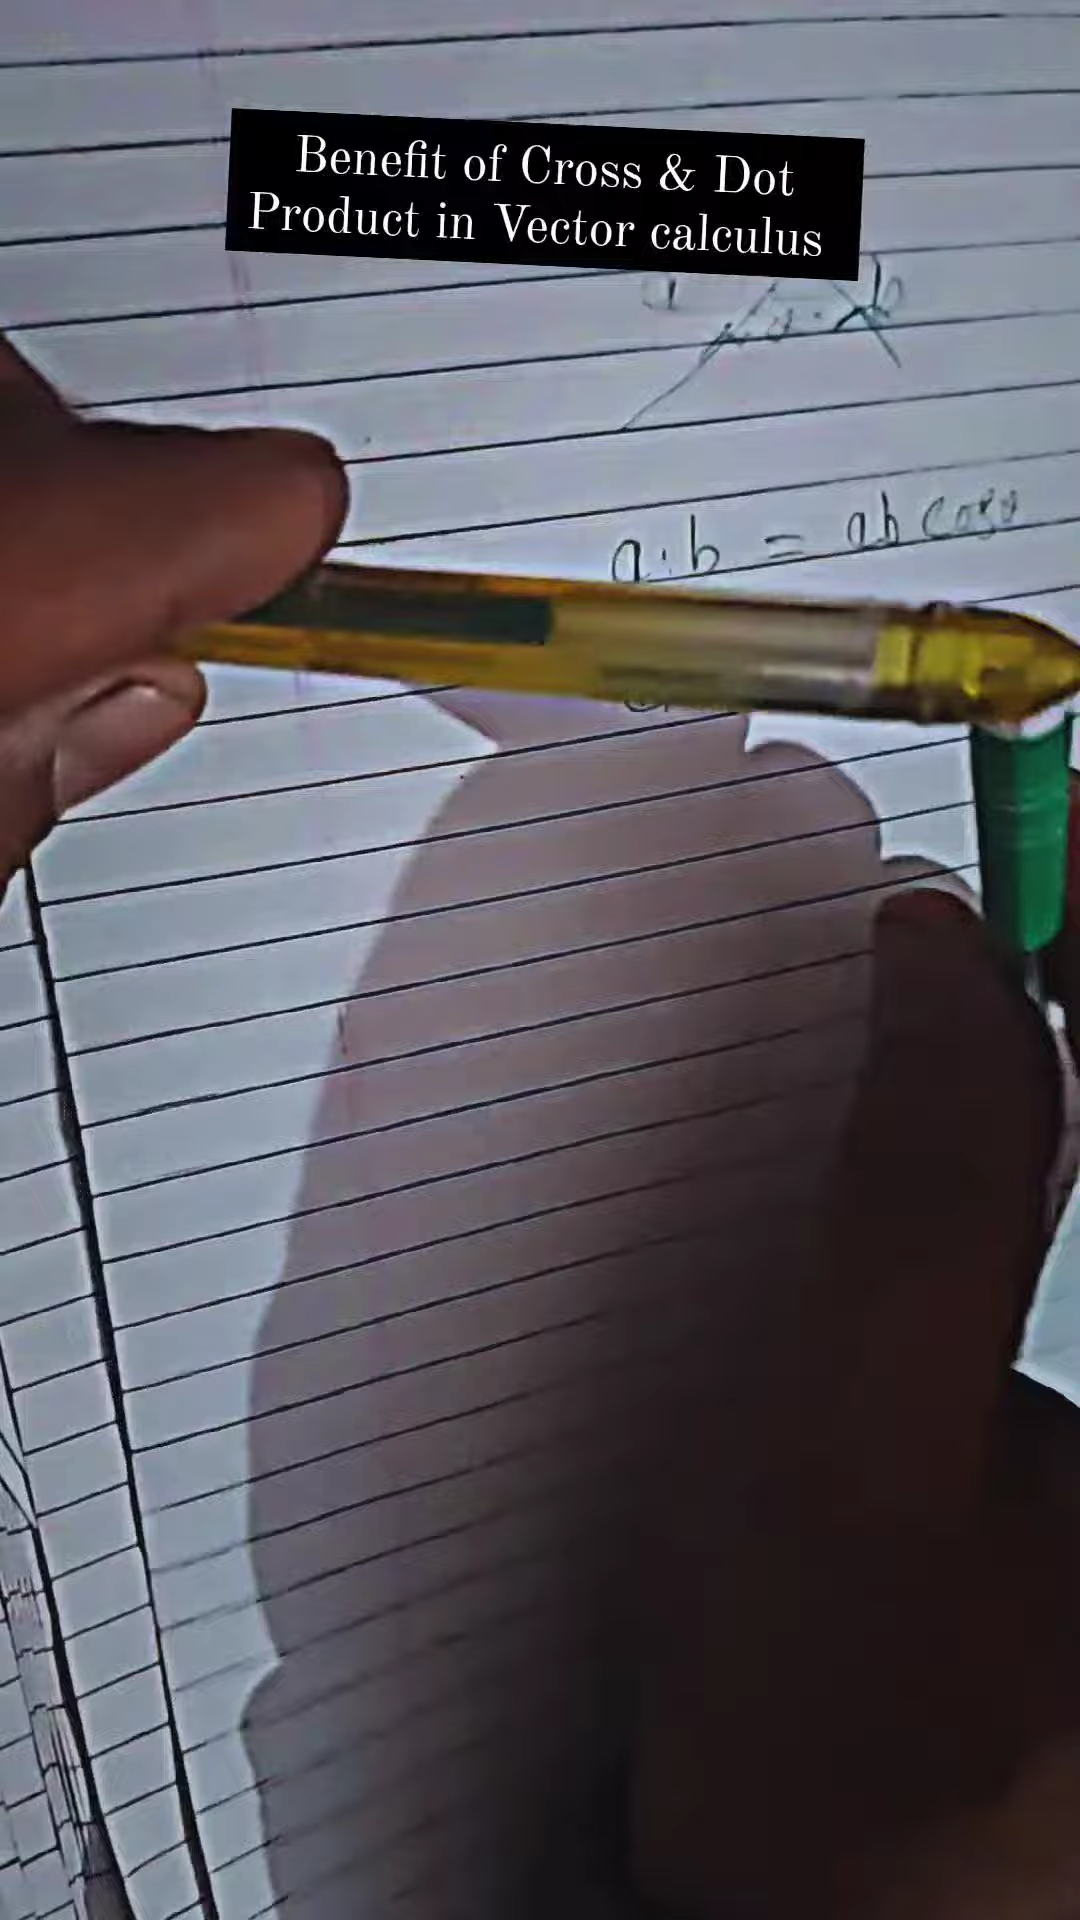 Benefit of Cross & Dot
Product in Vector calculus
a · b
a · b = ab cosθ